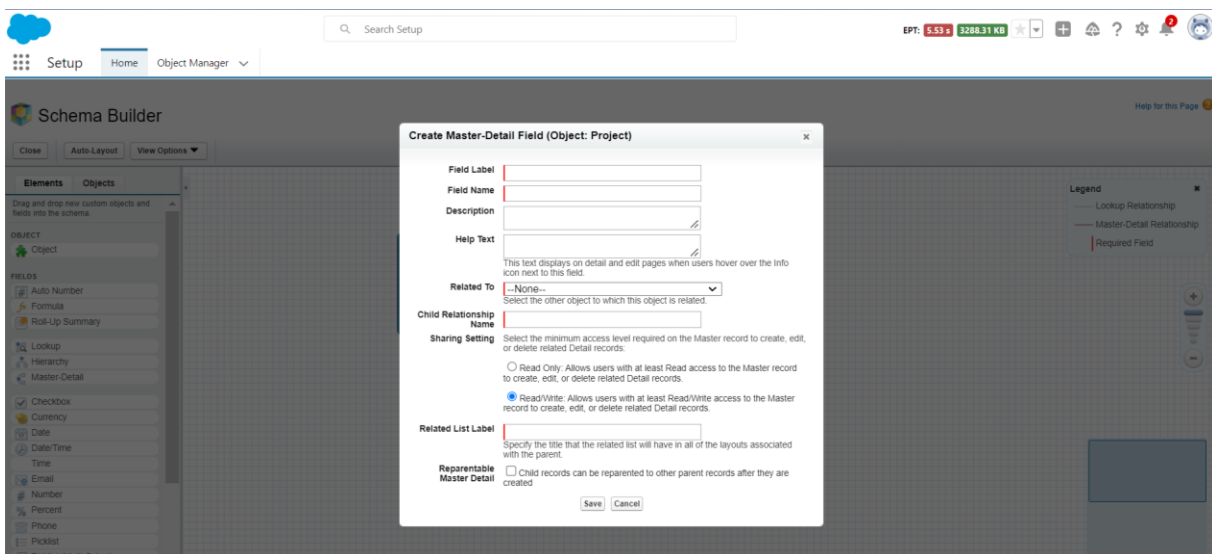 Search Setup
EPT: 5.53 s 3288.31 KB
2
Setup Home Object Manager
Schema Builder
Help for this Page
Close Auto-Layout View Options
Elements Objects
Drag and drop new custom objects and
fields into the schema.
OBJECT
Object
FIELDS
Auto Number
Formula
Roll-Up Summary
Lookup
Hierarchy
Master-Detail
Checkbox
Currency
Date
Date/Time
Time
Email
Number
Percent
Phone
Picklist
Create Master-Detail Field (Object: Project) x
Field Label
Field Name
Description
Help Text
This text displays on detail and edit pages when users hover over the Info
icon next to this field.
Related To --None--
Select the other object to which this object is related.
Child Relationship
Name
Sharing Setting Select the minimum access level required on the Master record to create, edit,
or delete related Detail records:
Read Only: Allows users with at least Read access to the Master record
to create, edit, or delete related Detail records.
Read/Write: Allows users with at least Read/Write access to the Master
record to create, edit, or delete related Detail records.
Related List Label
Specify the title that the related list will have in all of the layouts associated
with the parent.
Reparentable
Master Detail Child records can be reparented to other parent records after they are
created
Save Cancel
Legend
Lookup Relationship
Master-Detail Relationship
Required Field